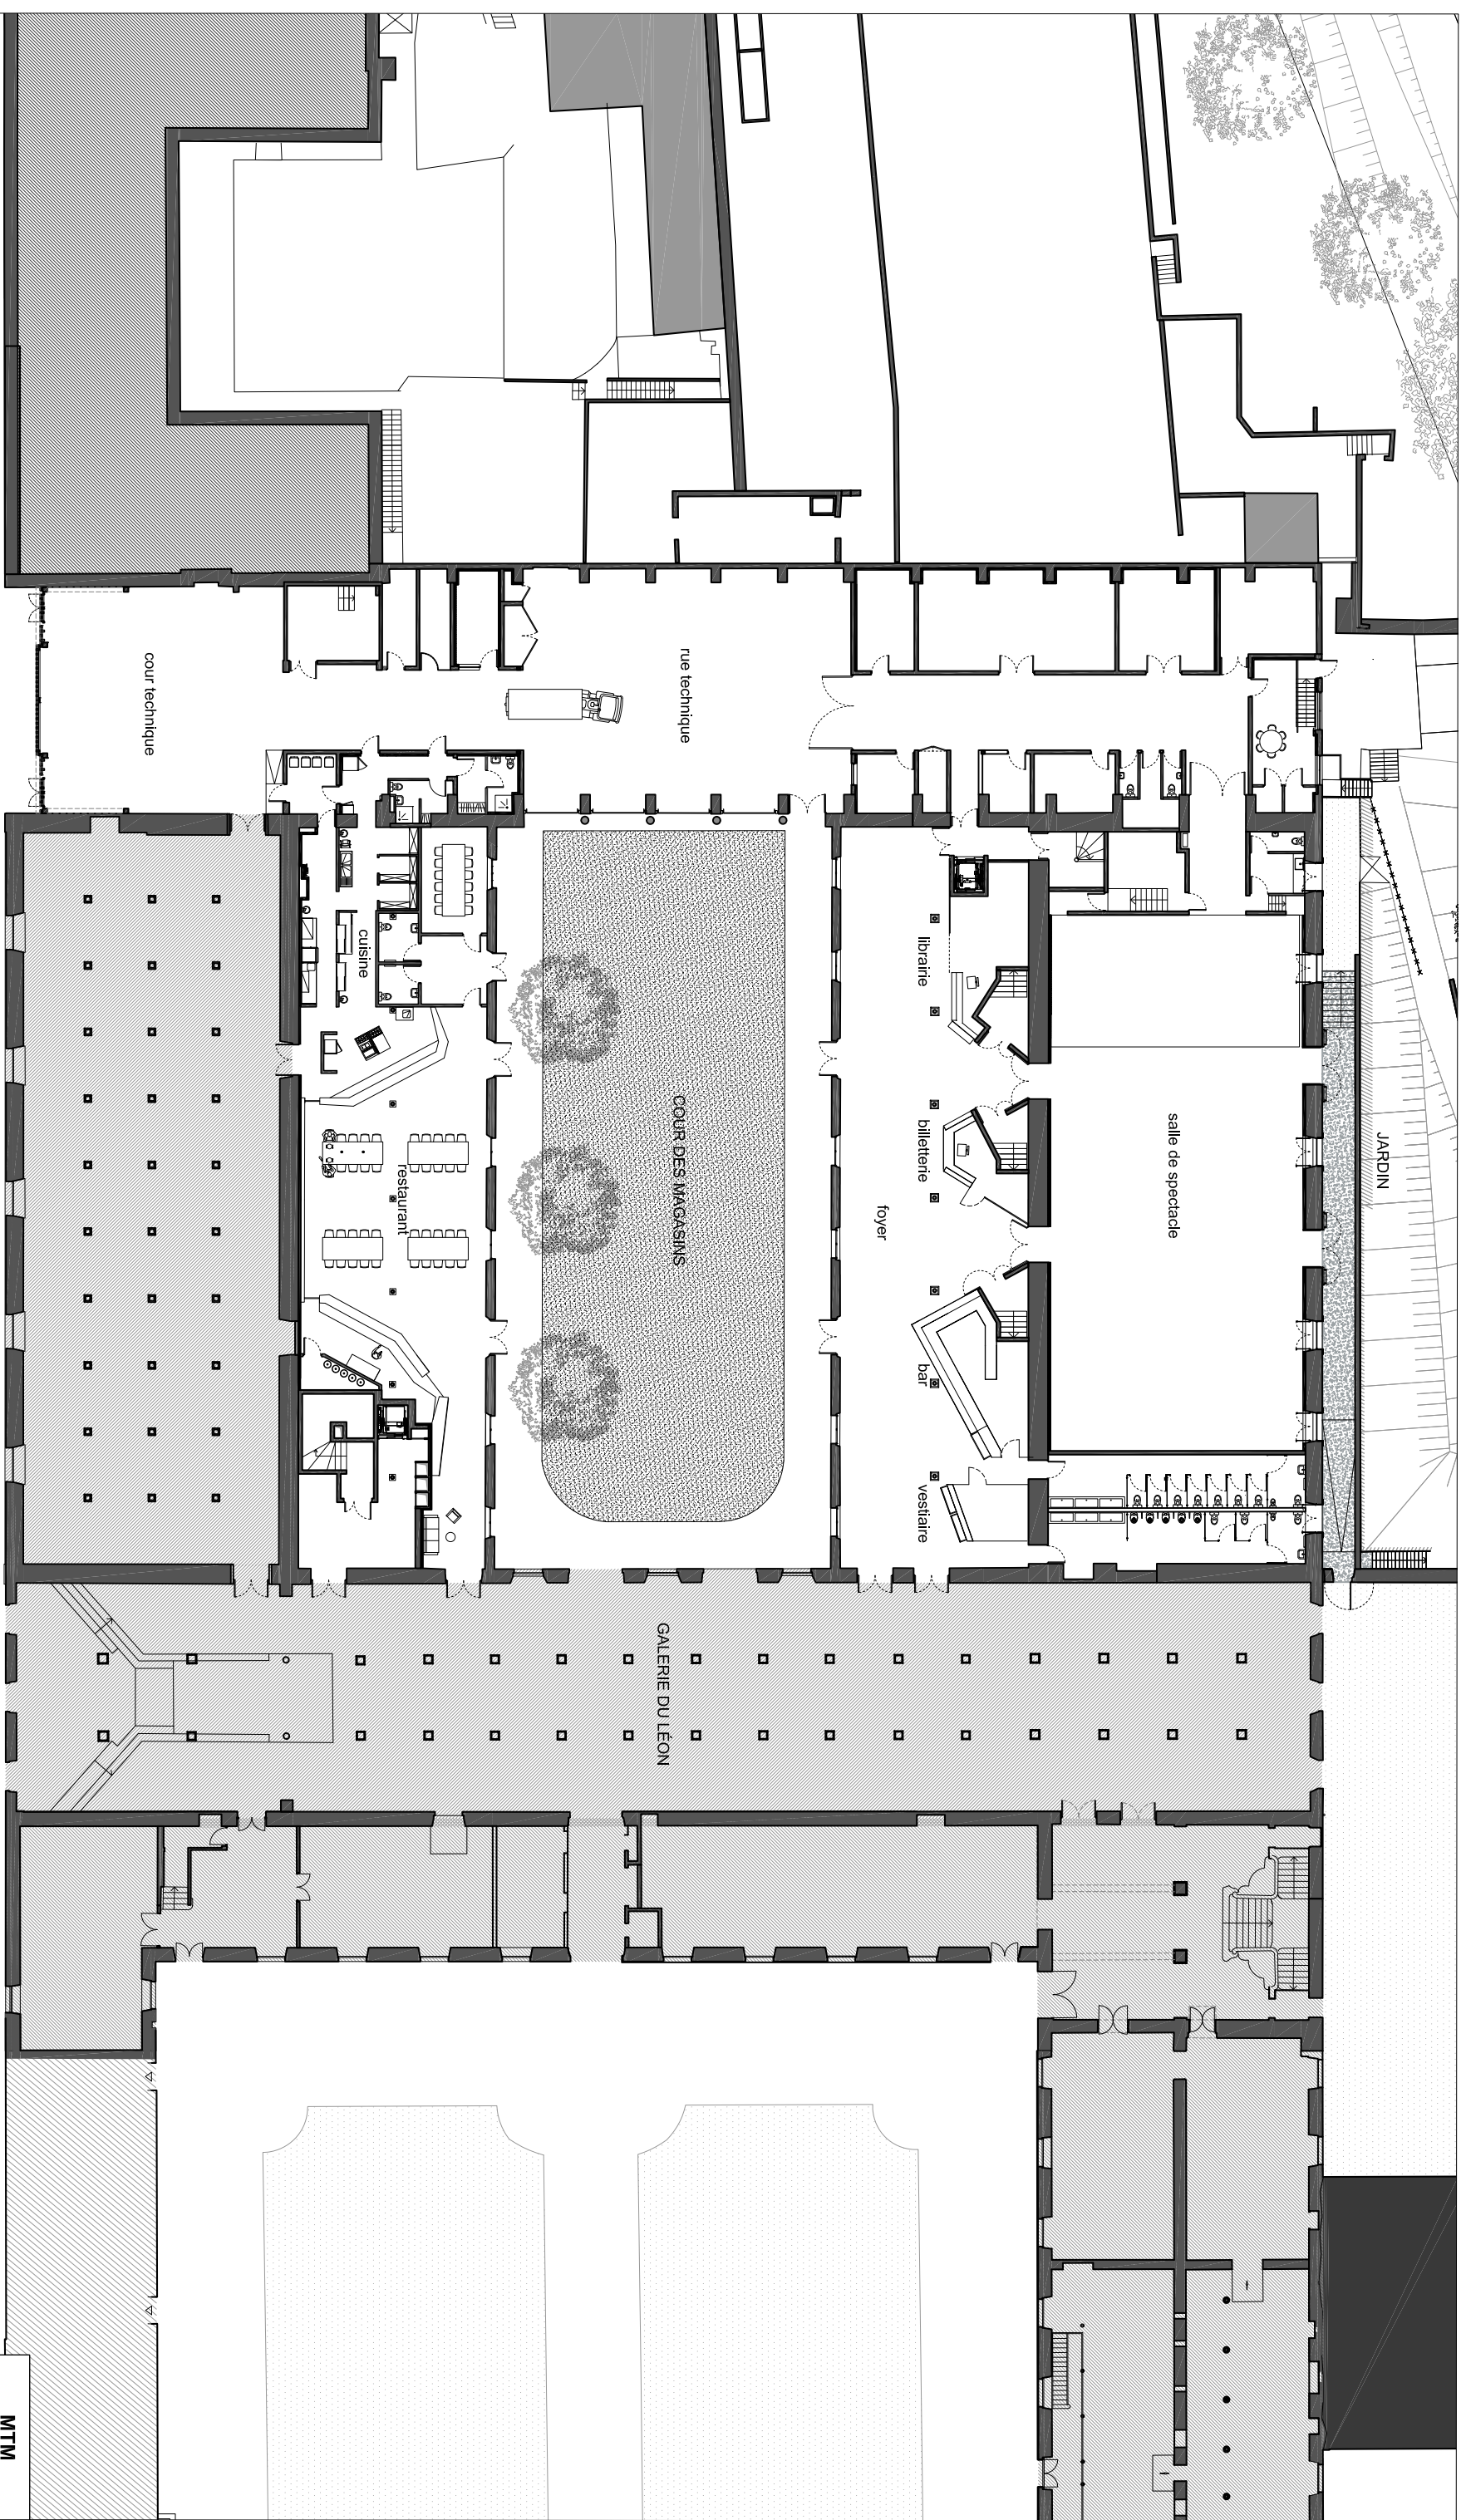 JARDIN
salle de spectacle
librairie
billetterie
bar
vestiaire
foyer
rue technique
COUR DES MAGASINS
GALERIE DU LÉON
restaurant
cuisine
cour technique
MTM